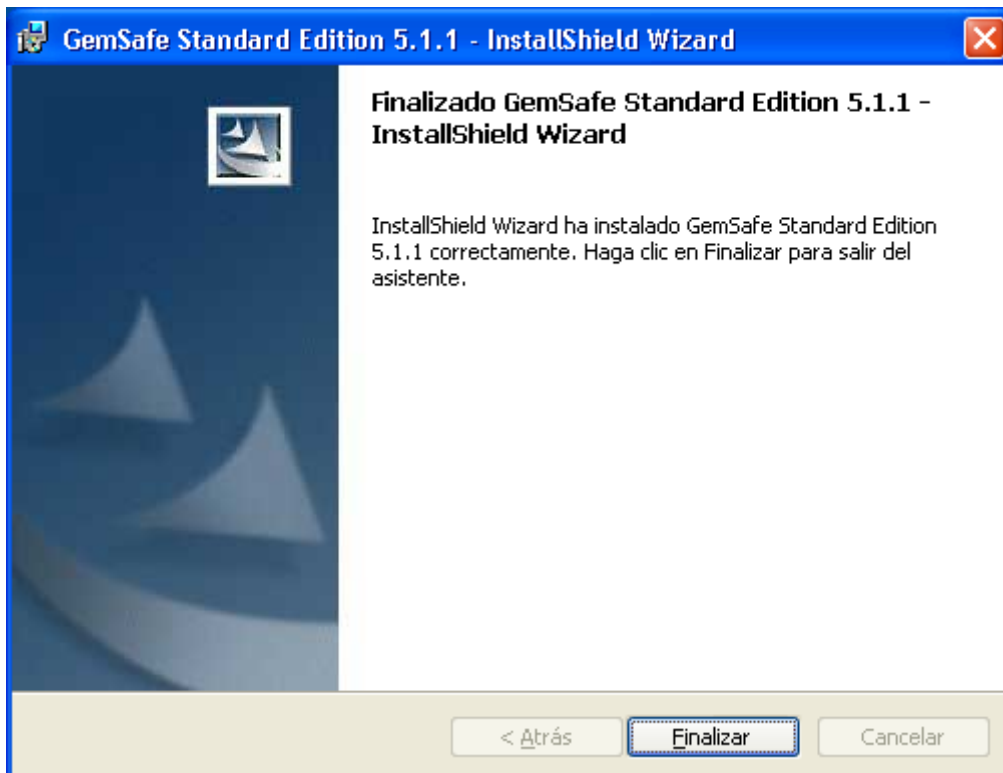 GemSafe Standard Edition 5.1.1 - InstallShield Wizard
Finalizado GemSafe Standard Edition 5.1.1 -
InstallShield Wizard
InstallShield Wizard ha instalado GemSafe Standard Edition
5.1.1 correctamente. Haga clic en Finalizar para salir del
asistente.
< Atrás
Finalizar
Cancelar